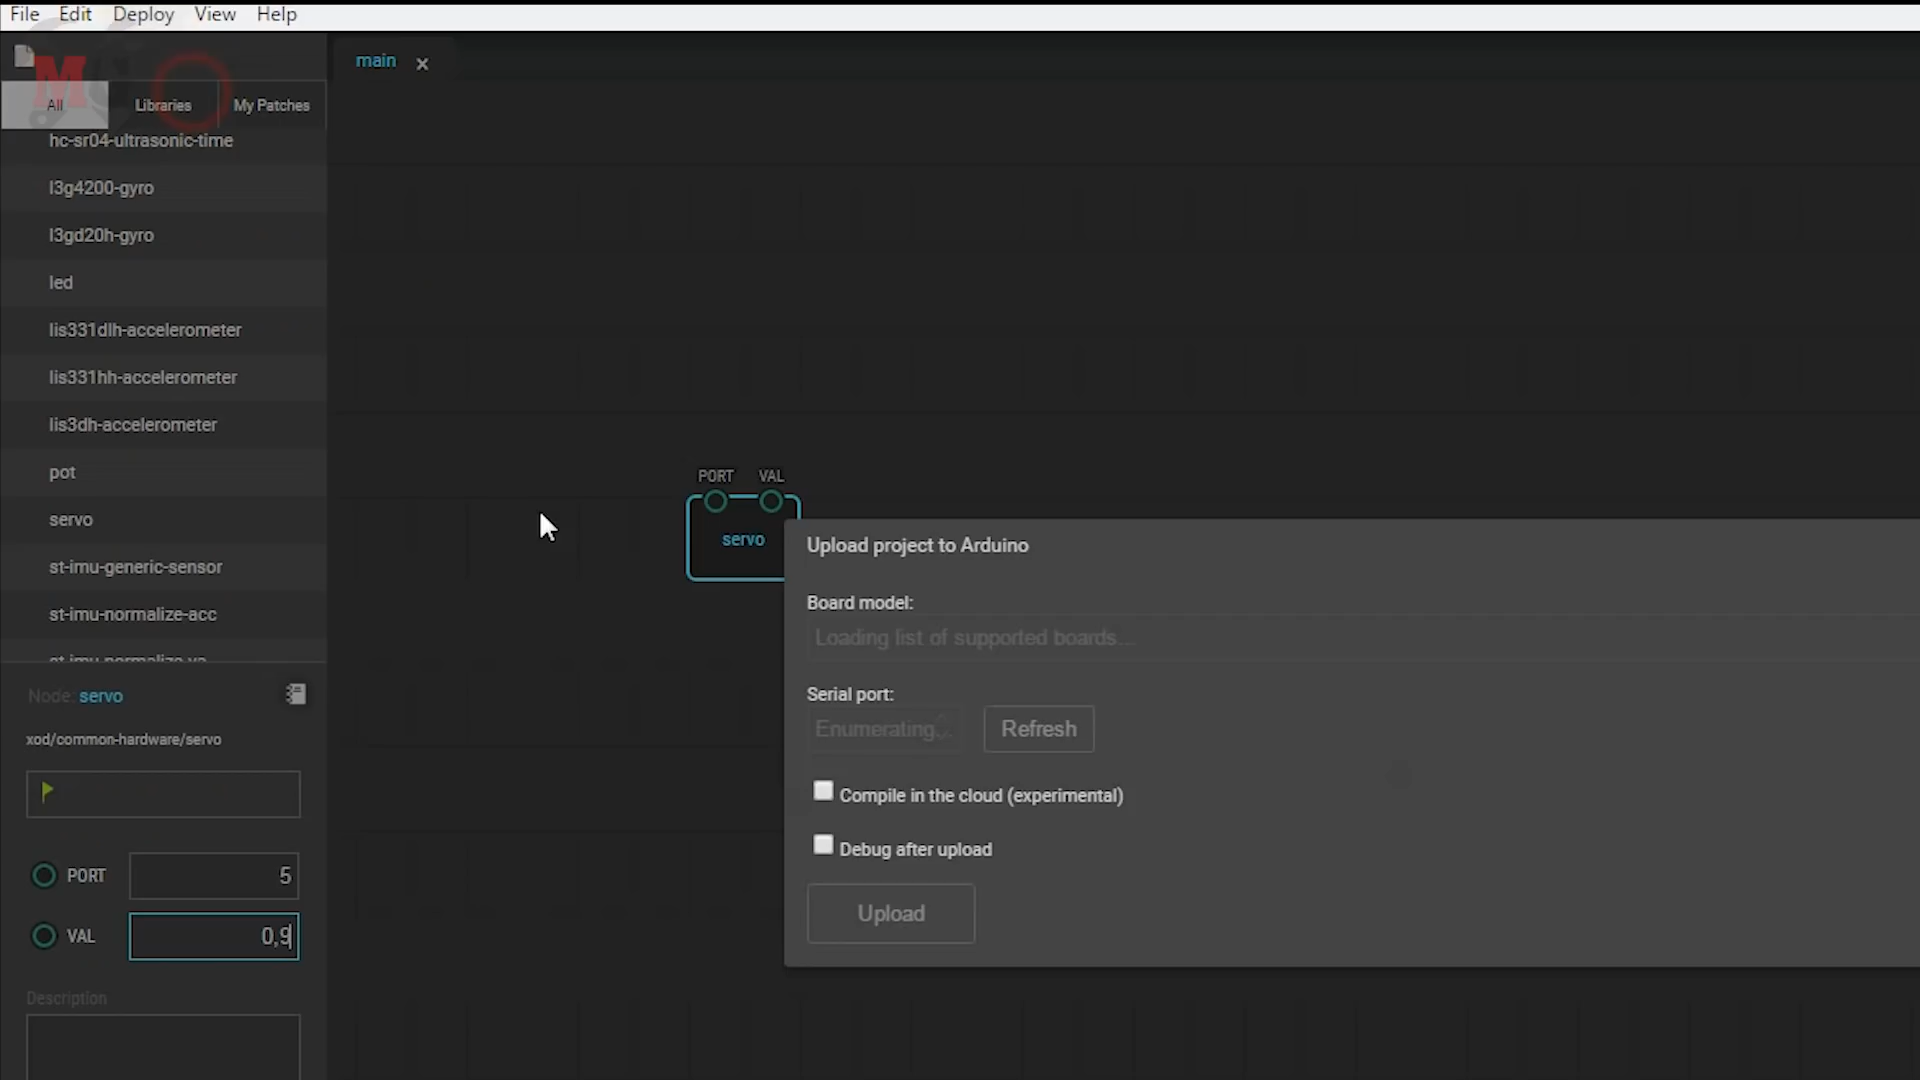 File Edit Deploy View Help
M
main
All Libraries My Patches
hc-sr04-ultrasonic-time
l3g4200-gyro
l3gd20h-gyro
led
lis331dlh-accelerometer
lis331hh-accelerometer
lis3dh-accelerometer
pot
servo
st-imu-generic-sensor
st-imu-normalize-acc
Node: servo
xod/common-hardware/servo
PORT 5
VAL 0,9
Description
PORT VAL
servo
Upload project to Arduino
Board model:
Loading list of supported boards...
Serial port:
Enumerating...
Refresh
Compile in the cloud (experimental)
Debug after upload
Upload